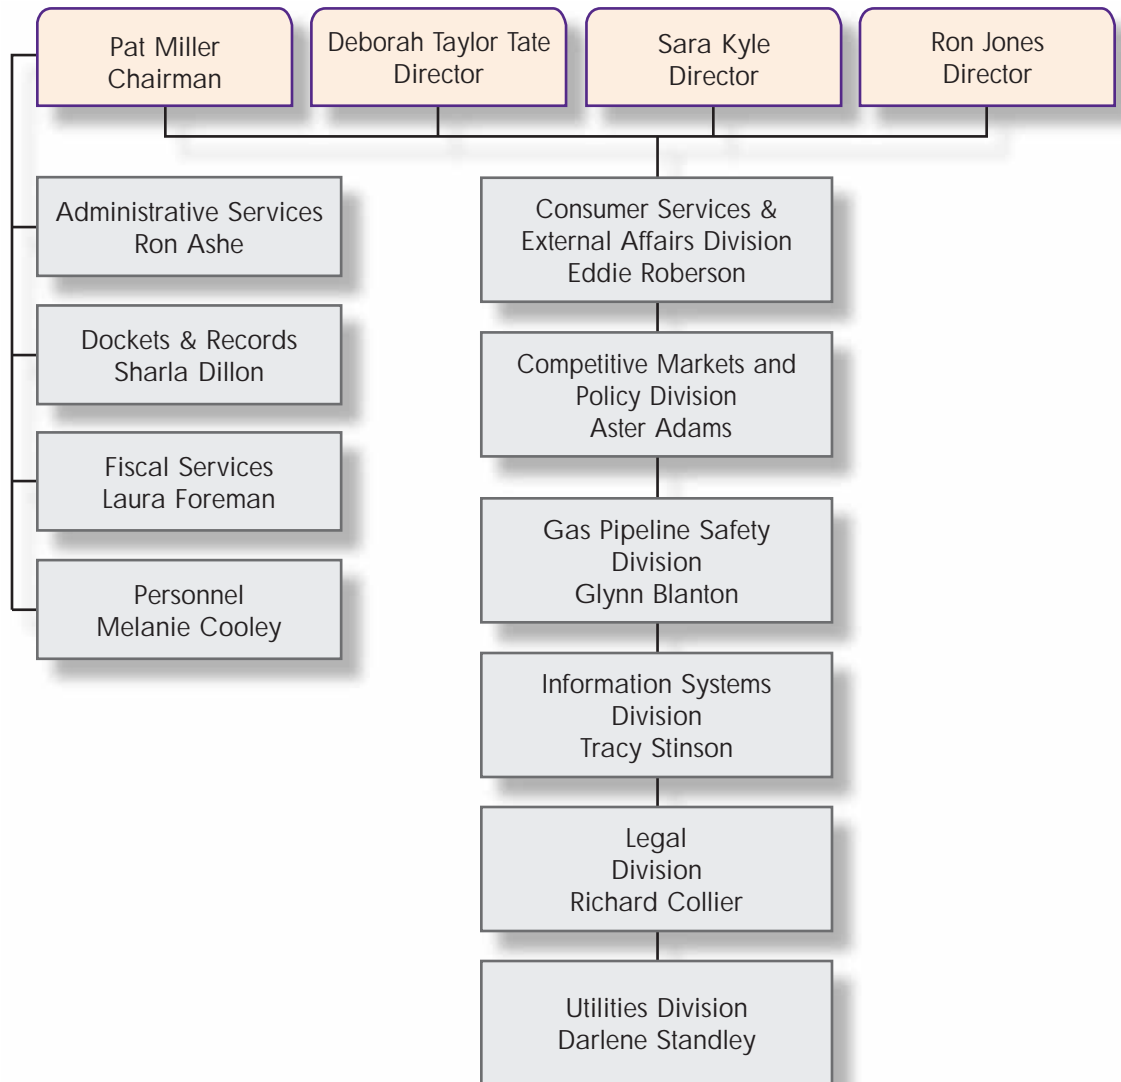 Pat Miller
Chairman
Deborah Taylor Tate
Director
Sara Kyle
Director
Ron Jones
Director
Administrative Services
Ron Ashe
Dockets & Records
Sharla Dillon
Fiscal Services
Laura Foreman
Personnel
Melanie Cooley
Consumer Services &
External Affairs Division
Eddie Roberson
Competitive Markets and
Policy Division
Aster Adams
Gas Pipeline Safety
Division
Glynn Blanton
Information Systems
Division
Tracy Stinson
Legal
Division
Richard Collier
Utilities Division
Darlene Standley